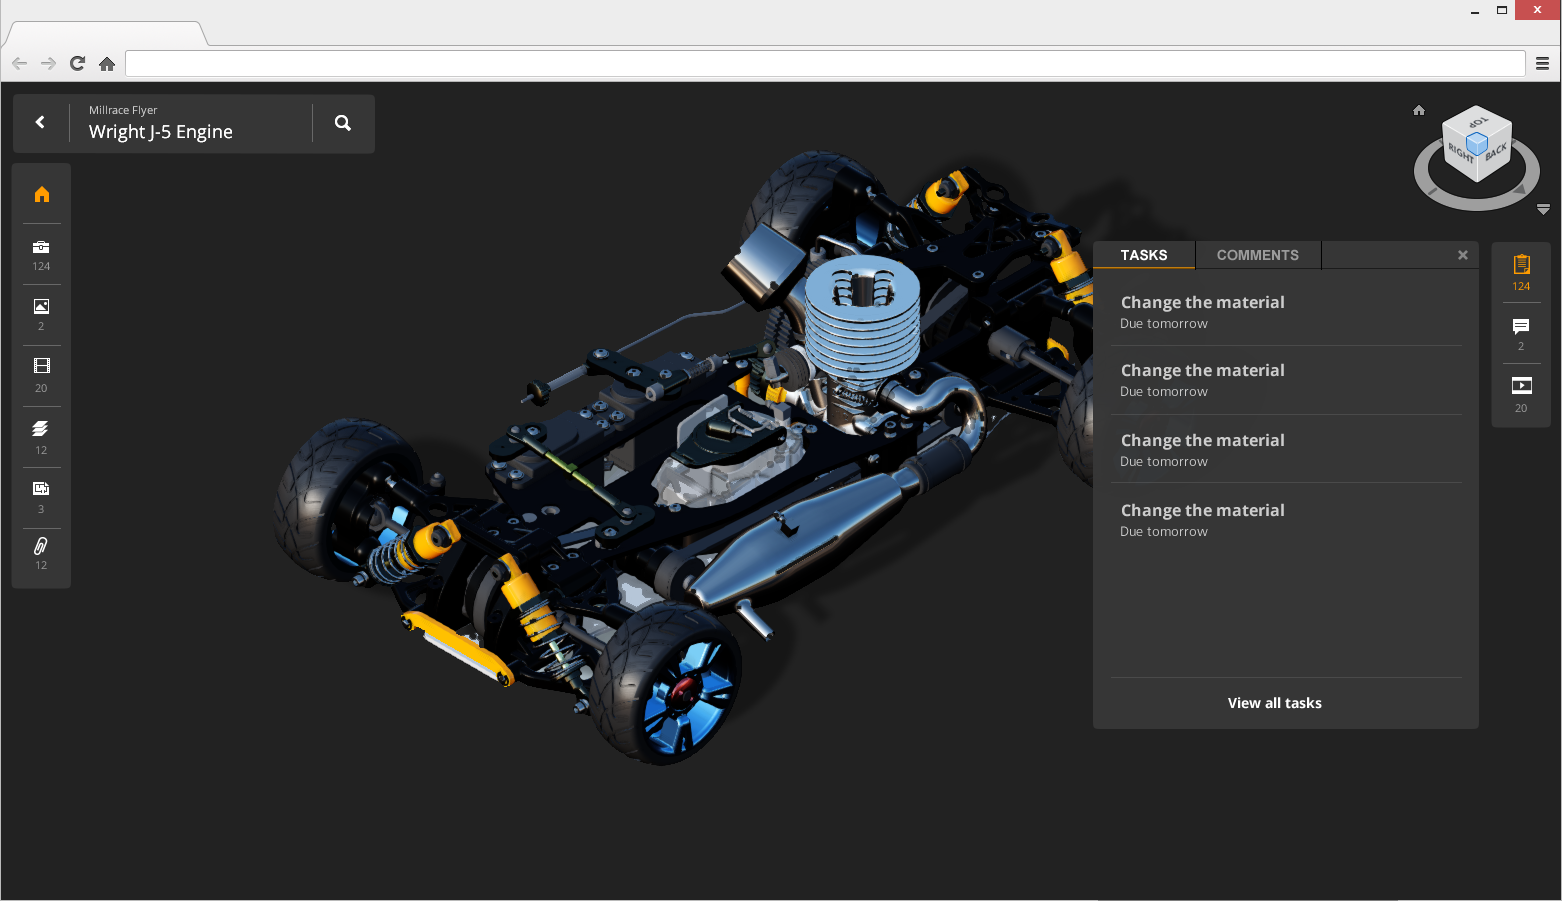 Millrace Flyer
Wright J-5 Engine
124
2
20
12
3
12
TOP
RIGHT
BACK
TASKS
COMMENTS
Change the material
Due tomorrow
Change the material
Due tomorrow
Change the material
Due tomorrow
Change the material
Due tomorrow
View all tasks
124
2
20